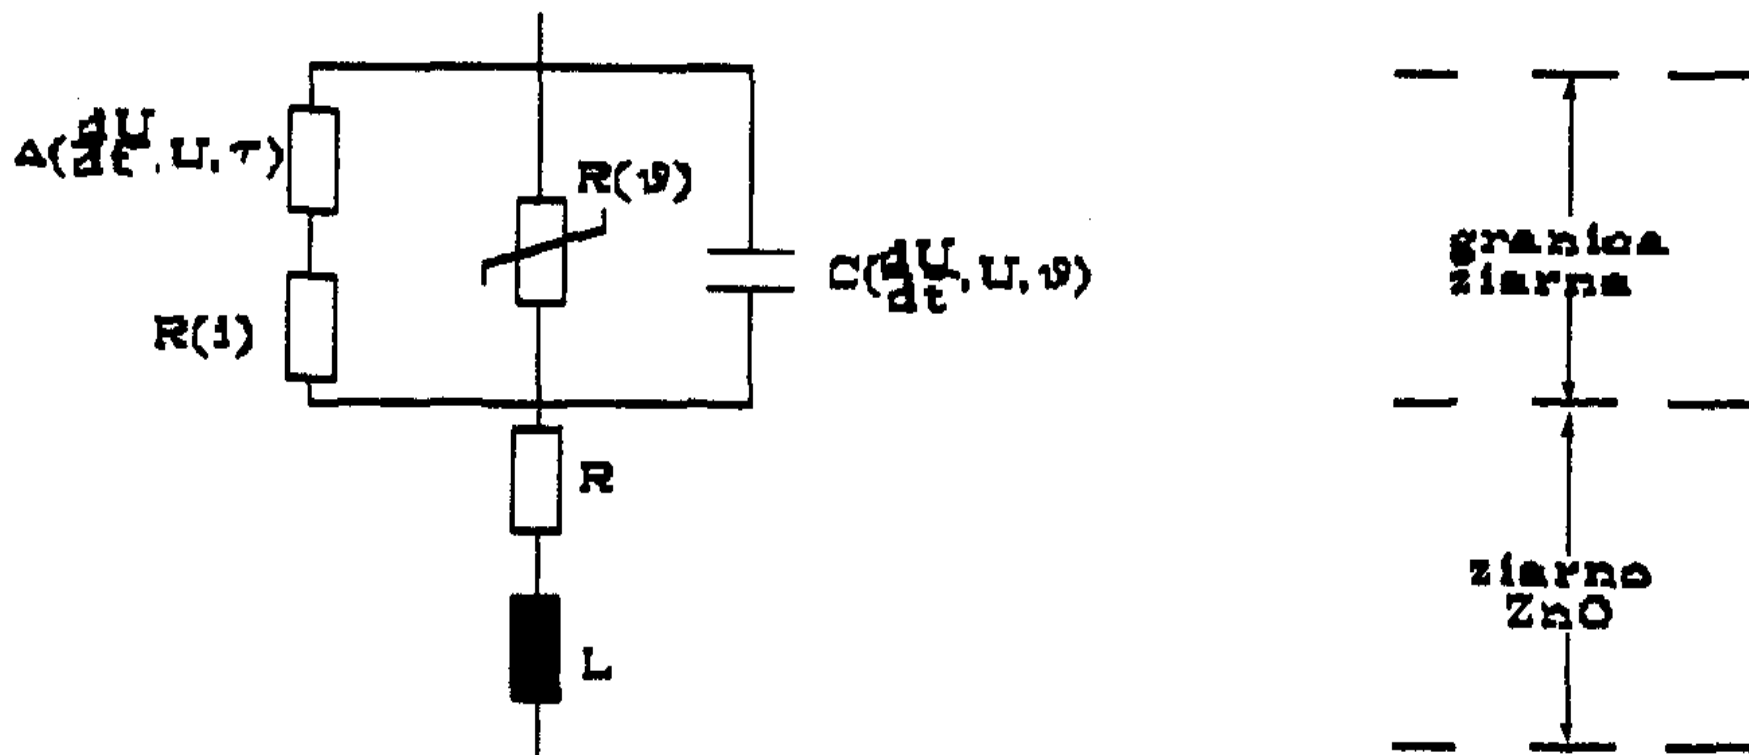 A(dU/dt, U, τ)
R(ϑ)
C(dU/dt, U, ϑ)
R(i)
R
L
granica
ziarna
ziarno
ZnO